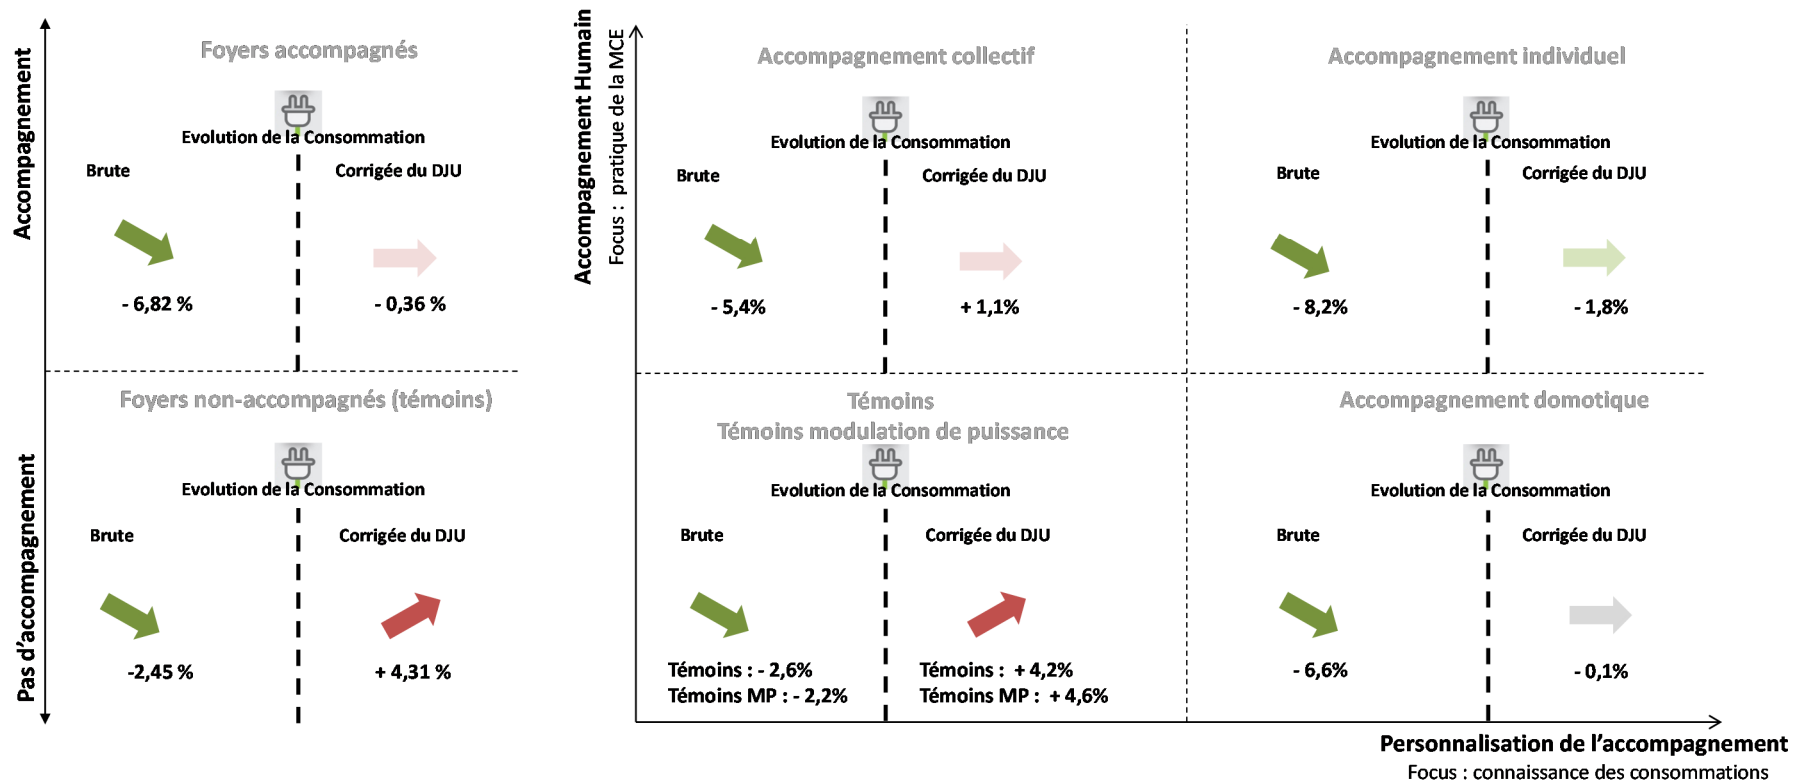 Accompagnement
Foyers accompagnés
Evolution de la Consommation
Brute
Corrigée du DJU
- 6,82 %
- 0,36 %
Pas d'accompagnement
Foyers non-accompagnés (témoins)
Evolution de la Consommation
Brute
Corrigée du DJU
-2,45 %
+ 4,31 %
Accompagnement Humain
Focus : pratique de la MCE
Accompagnement collectif
Evolution de la Consommation
Brute
Corrigée du DJU
- 5,4%
+ 1,1%
Accompagnement individuel
Evolution de la Consommation
Brute
Corrigée du DJU
- 8,2%
- 1,8%
Témoins
Témoins modulation de puissance
Evolution de la Consommation
Brute
Corrigée du DJU
Témoins : - 2,6%
Témoins MP : - 2,2%
Témoins : + 4,2%
Témoins MP : + 4,6%
Accompagnement domotique
Evolution de la Consommation
Brute
Corrigée du DJU
- 6,6%
- 0,1%
Personnalisation de l'accompagnement
Focus : connaissance des consommations